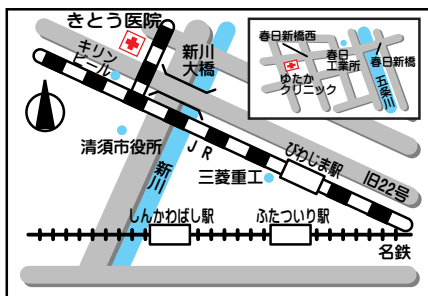 きとう医院
キリン
ビール
新川
大橋
清須市役所
新川
JR
三菱重工
びわじま駅
旧22号
しんかわばし駅
ふたついり駅
名鉄
春日新橋西
春日
工業所
春日新橋
ゆたか
クリニック
五条川